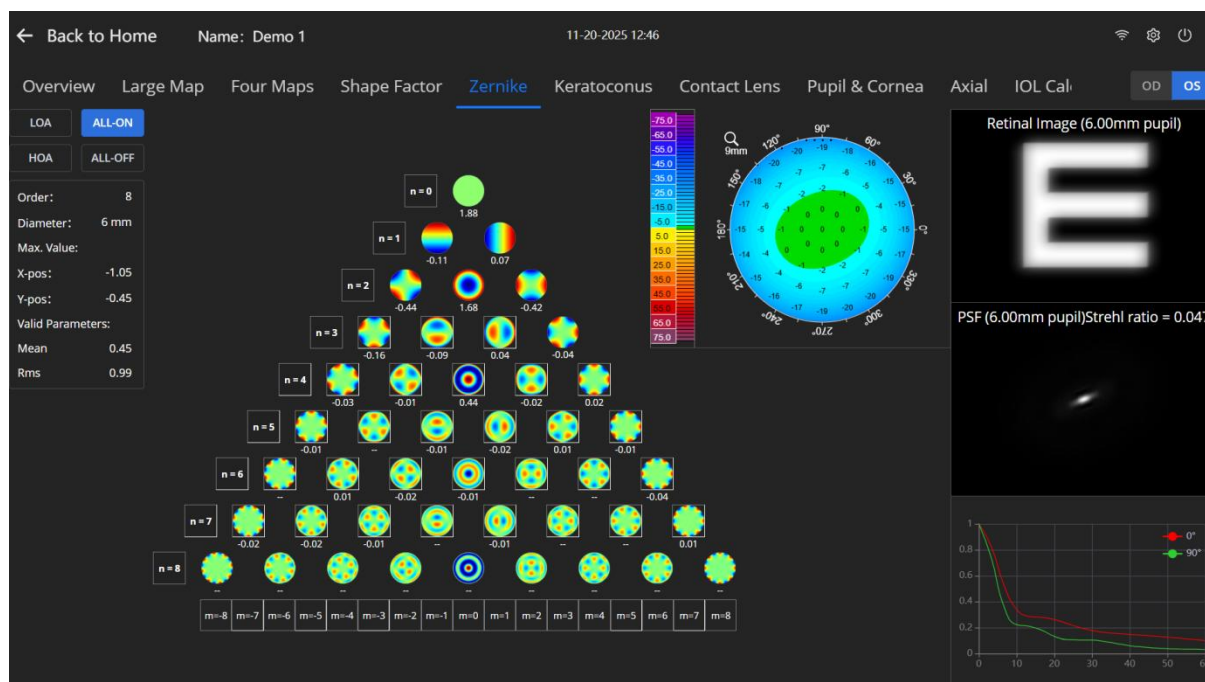 ← Back to Home Name: Demo 1 11-20-2025 12:46
Overview Large Map Four Maps Shape Factor Zernike Keratoconus Contact Lens Pupil & Cornea Axial IOL Calc OD OS
LOA ALL-ON
HOA ALL-OFF
Order: 8
Diameter: 6 mm
Max. Value:
X-pos: -1.05
Y-pos: -0.45
Valid Parameters:
Mean 0.45
Rms 0.99
n=0
1.88
n=1
-0.11 0.07
n=2
-0.44 1.68 -0.42
n=3
-0.16 -0.09 0.04 -0.04
n=4
-0.03 -0.01 0.44 -0.02 0.02
n=5
-0.01 -- -0.01 -0.02 0.01 -0.01
n=6
-- 0.01 -0.02 -0.01 -- -- -0.04
n=7
-0.02 -0.02 -0.01 -- -0.01 -- -- 0.01
n=8
-- -- -- -- -- -- -- -- --
m=-8 m=-7 m=-6 m=-5 m=-4 m=-3 m=-2 m=-1 m=0 m=1 m=2 m=3 m=4 m=5 m=6 m=7 m=8
-75.0
-65.0
-55.0
-45.0
-35.0
-25.0
-15.0
-5.0
5.0
15.0
25.0
35.0
45.0
55.0
65.0
75.0
9mm
90°
120° 60°
150° 30°
180° 0°
210° 330°
240° 300°
270°
Retinal Image (6.00mm pupil)
E
PSF (6.00mm pupil)Strehl ratio = 0.047
1
0.8
0.6
0.4
0.2
0
0 10 20 30 40 50
0°
90°